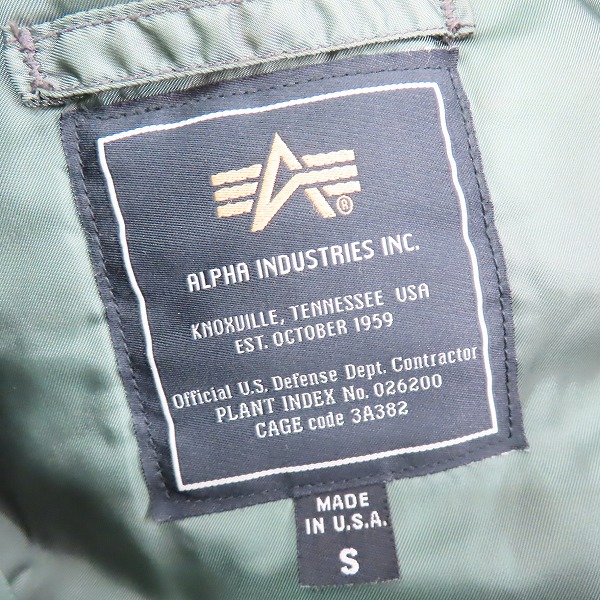 ®
ALPHA INDUSTRIES INC.
KNOXVILLE, TENNESSEE USA
EST. OCTOBER 1959
Official U.S. Defense Dept. Contractor
PLANT INDEX No. 026200
CAGE code 3A382
MADE
IN U.S.A.
S